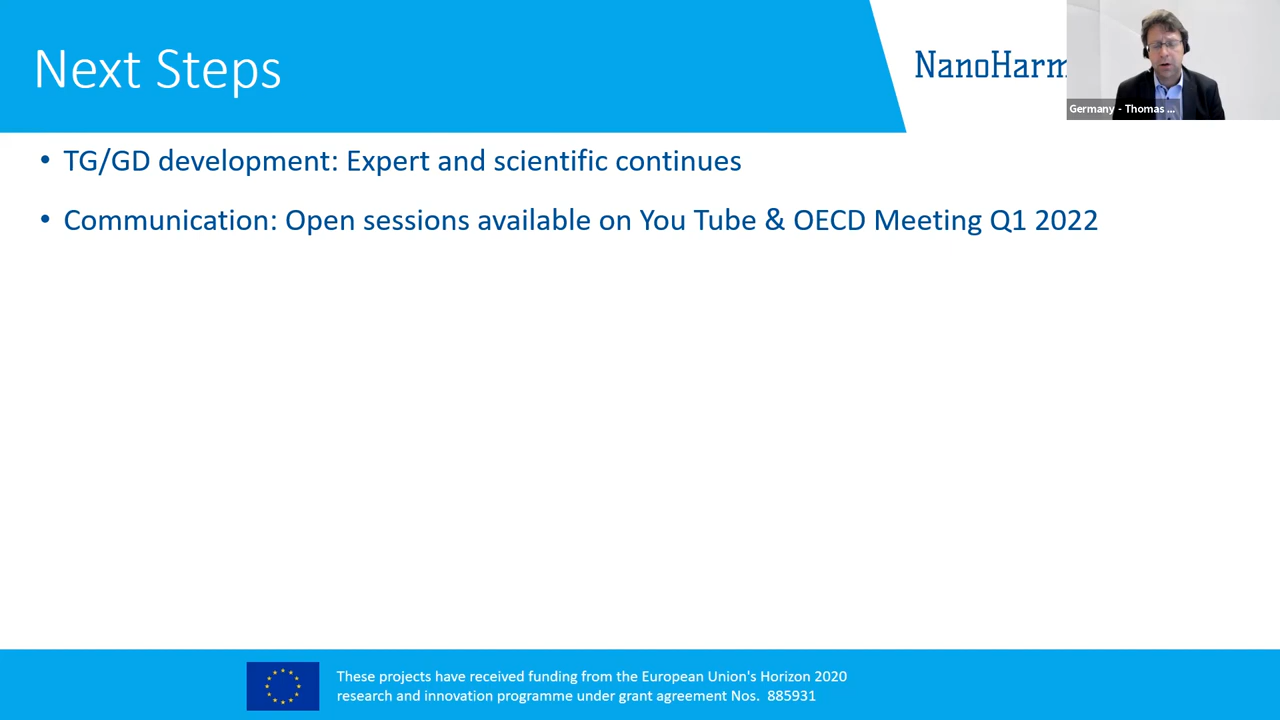 Next Steps
NanoHarm
Germany - Thomas ...
• TG/GD development: Expert and scientific continues
• Communication: Open sessions available on You Tube & OECD Meeting Q1 2022
These projects have received funding from the European Union's Horizon 2020
research and innovation programme under grant agreement Nos. 885931